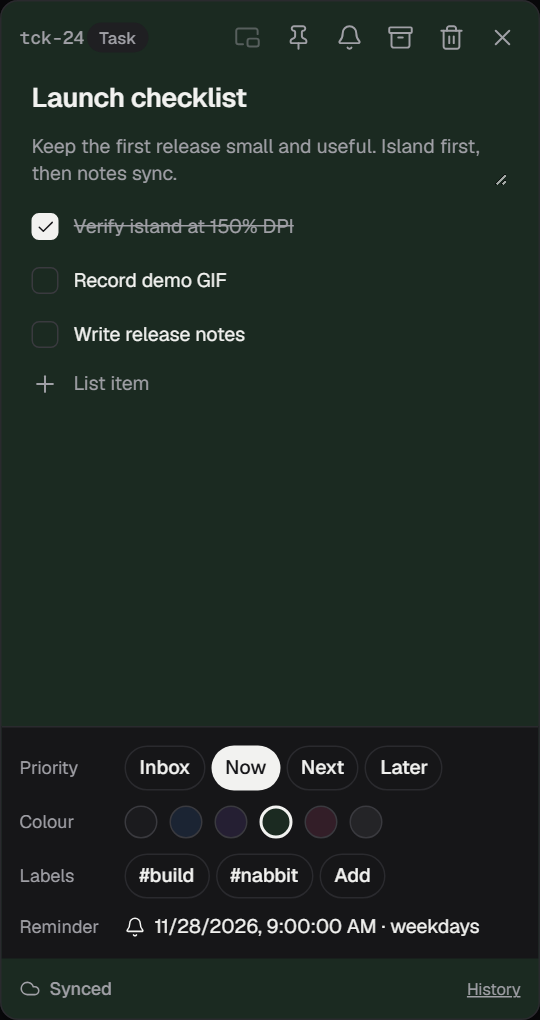 tck-24 Task
Launch checklist
Keep the first release small and useful. Island first,
then notes sync.
Verify island at 150% DPI
Record demo GIF
Write release notes
List item
Priority Inbox Now Next Later
Colour
Labels #build #nabbit Add
Reminder 11/28/2026, 9:00:00 AM · weekdays
Synced History